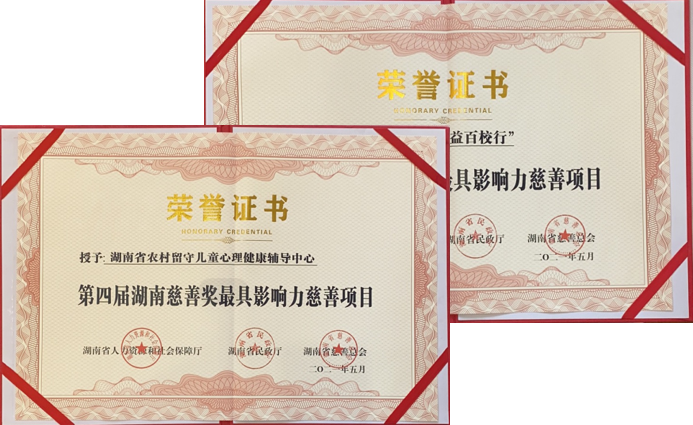 荣誉证书
HONORARY CREDENTIAL
益百校行”
具影响力慈善项目
湖南省民政厅 湖南省慈善总会
二〇二一年五月
荣誉证书
HONORARY CREDENTIAL
授予: 湖南省农村留守儿童心理健康辅导中心
第四届湖南慈善奖最具影响力慈善项目
湖南省人力资源和社会保障厅 湖南省民政厅 湖南省慈善总会
二〇二一年五月